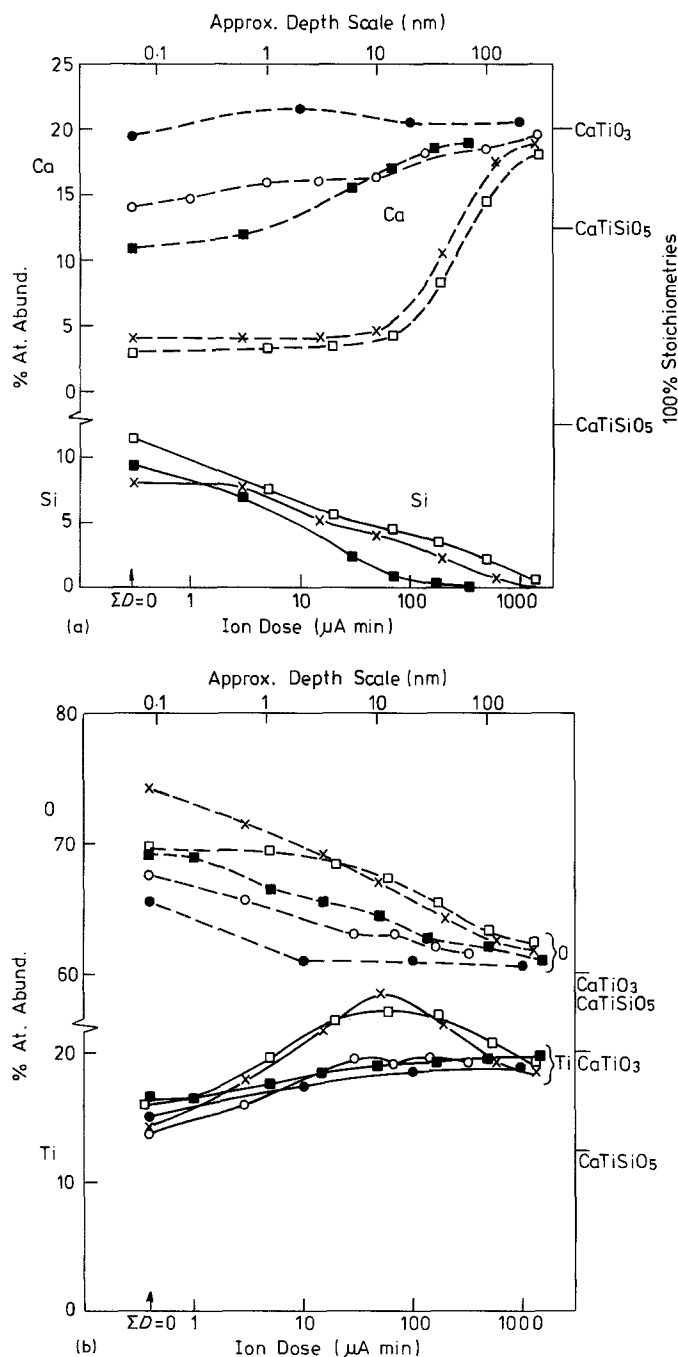 Approx. Depth Scale (nm)
0·1 1 10 100
25
20
15
10
5
0
10
5
0
Ca
% At. Abund.
Si
Ca
Si
CaTiO₃
CaTiSiO₅
CaTiSiO₅
100% Stoichiometries
ΣD=0 1 10 100 1000
(a) Ion Dose (μA min)
Approx. Depth Scale (nm)
0.1 1 10 100
80
70
60
20
10
0
O
% At. Abund.
Ti
O
CaTiO₃
CaTiSiO₅
Ti CaTiO₃
CaTiSiO₅
ΣD=0 1 10 100 1000
(b) Ion Dose (μA min)